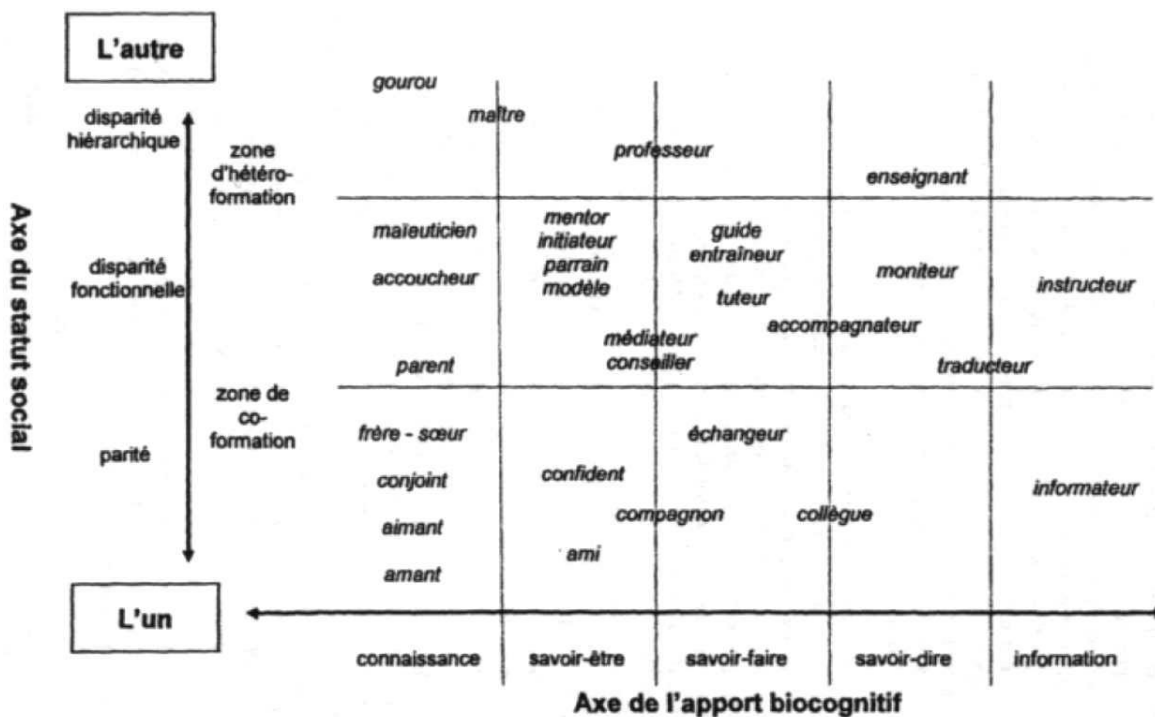 L'autre
gourou
disparité
hiérarchique
maître
zone
d'hétéro-
formation
professeur
enseignant
Axe du statut social
disparité
fonctionnelle
maïeuticien
accoucheur
mentor
initiateur
parrain
modèle
guide
entraîneur
tuteur
moniteur
instructeur
accompagnateur
médiateur
conseiller
parent
traducteur
zone de
co-
formation
parité
frère - sœur
échangeur
conjoint
confident
informateur
aimant
compagnon
collègue
ami
amant
L'un
connaissance
savoir-être
savoir-faire
savoir-dire
information
Axe de l'apport biocognitif